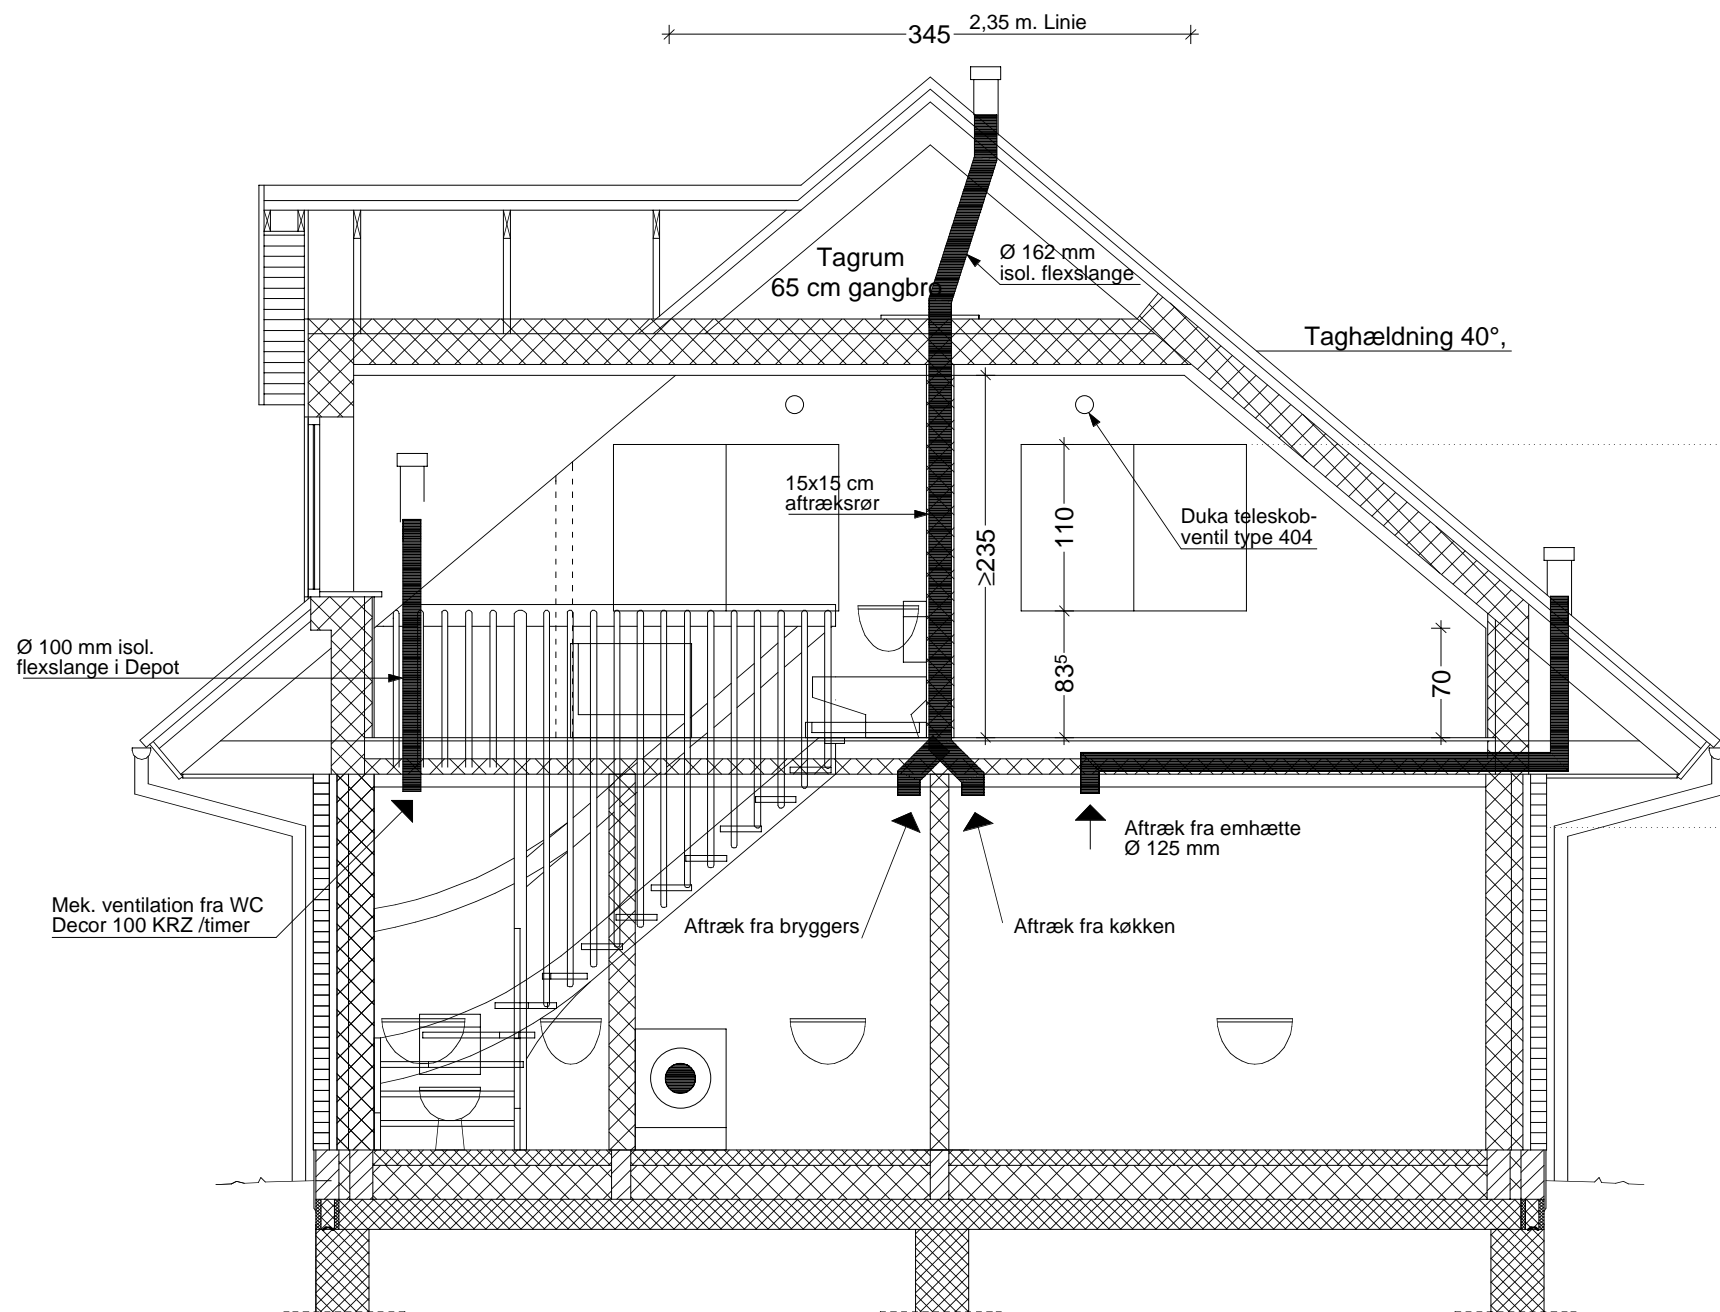 345
2,35 m. Linie
Tagrum
65 cm gangbro
Ø 162 mm
isol. flexslange
Taghældning 40°,
15x15 cm
aftræksrør
≥235
110
Duka teleskob-
ventil type 404
83⁵
70
Ø 100 mm isol.
flexslange i Depot
Aftræk fra emhætte
Ø 125 mm
Mek. ventilation fra WC
Decor 100 KRZ /timer
Aftræk fra bryggers
Aftræk fra køkken